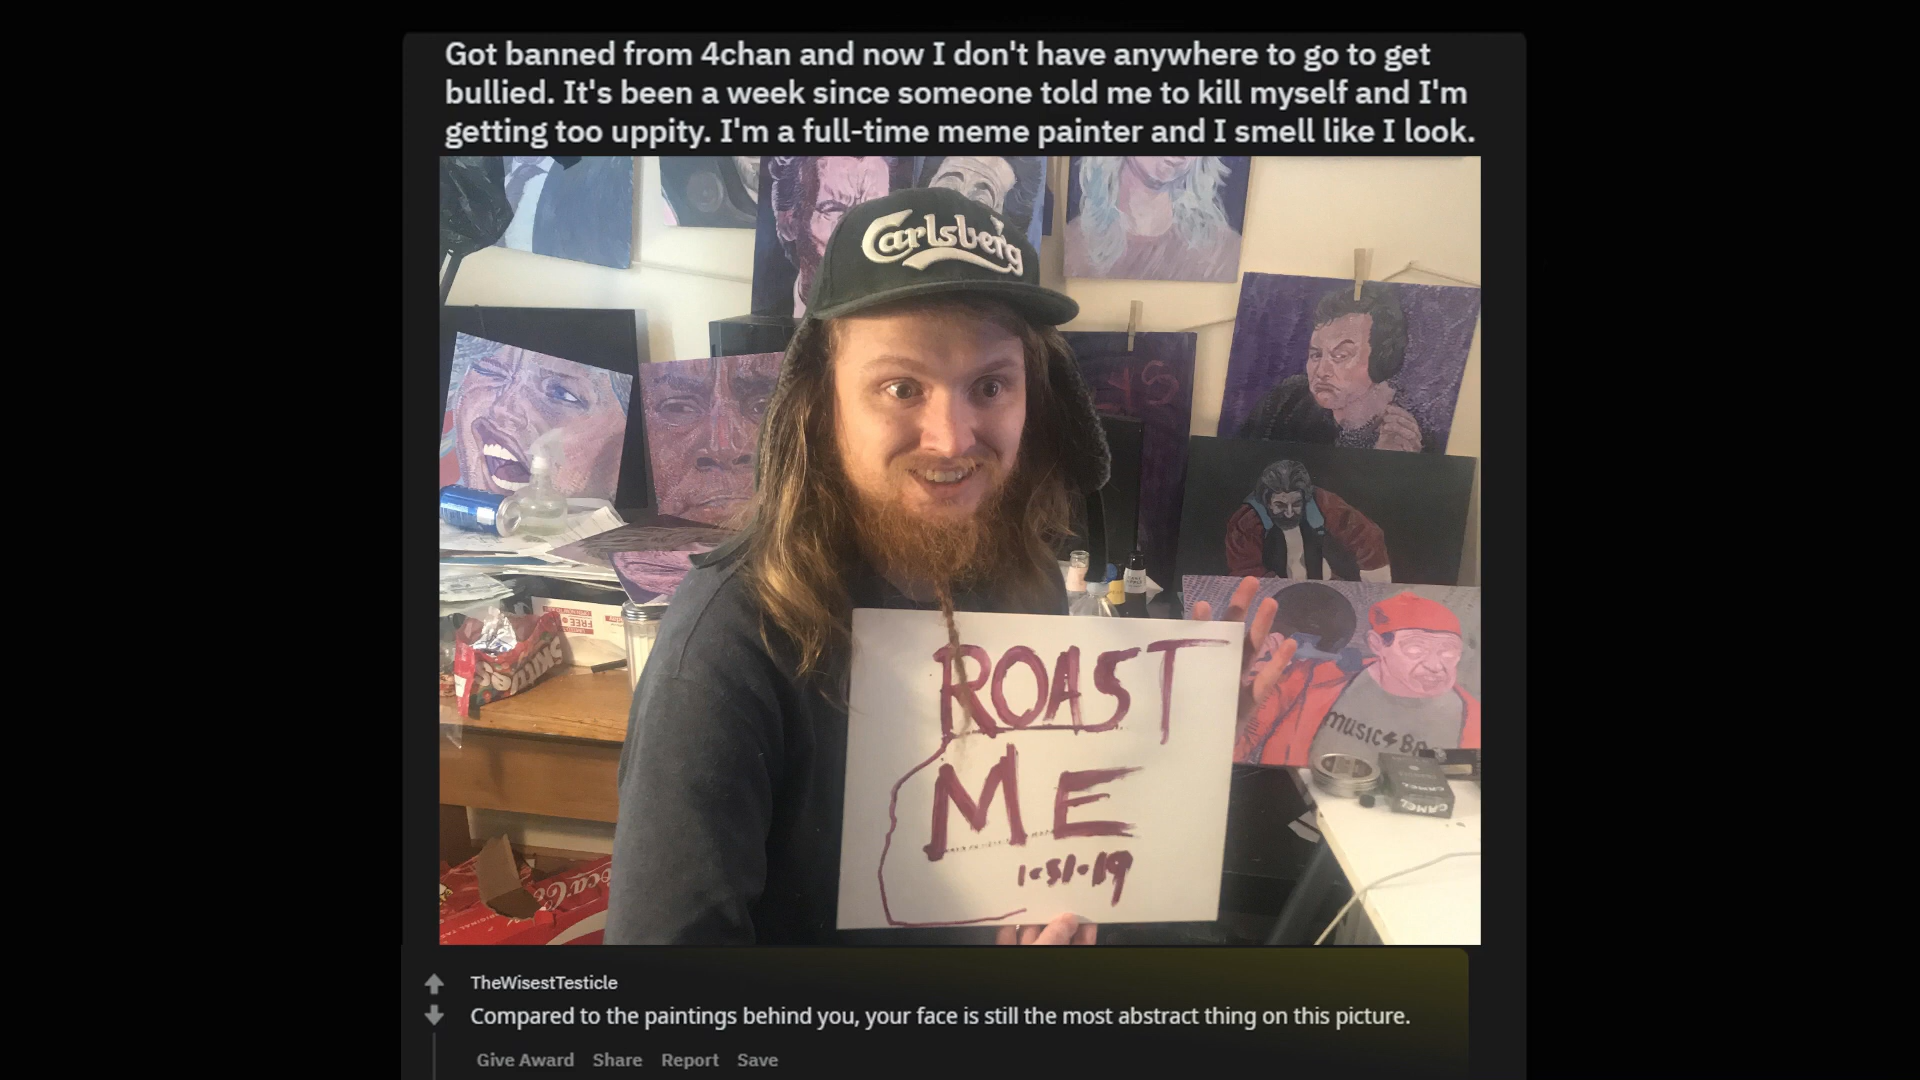 Got banned from 4chan and now I don't have anywhere to go to get
bullied. It's been a week since someone told me to kill myself and I'm
getting too uppity. I'm a full-time meme painter and I smell like I look.
Carlsberg
MUSIC BA
ROAST
ME
1-31-19
FREE
CAMEL
TheWisestTesticle
Compared to the paintings behind you, your face is still the most abstract thing on this picture.
Give Award Share Report Save